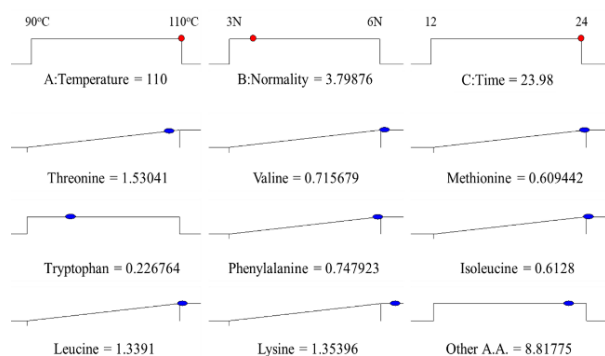 90°C 110°C 3N 6N 12 24
A:Temperature = 110 B:Normality = 3.79876 C:Time = 23.98
Threonine = 1.53041 Valine = 0.715679 Methionine = 0.609442
Tryptophan = 0.226764 Phenylalanine = 0.747923 Isoleucine = 0.6128
Leucine = 1.3391 Lysine = 1.35396 Other A.A. = 8.81775